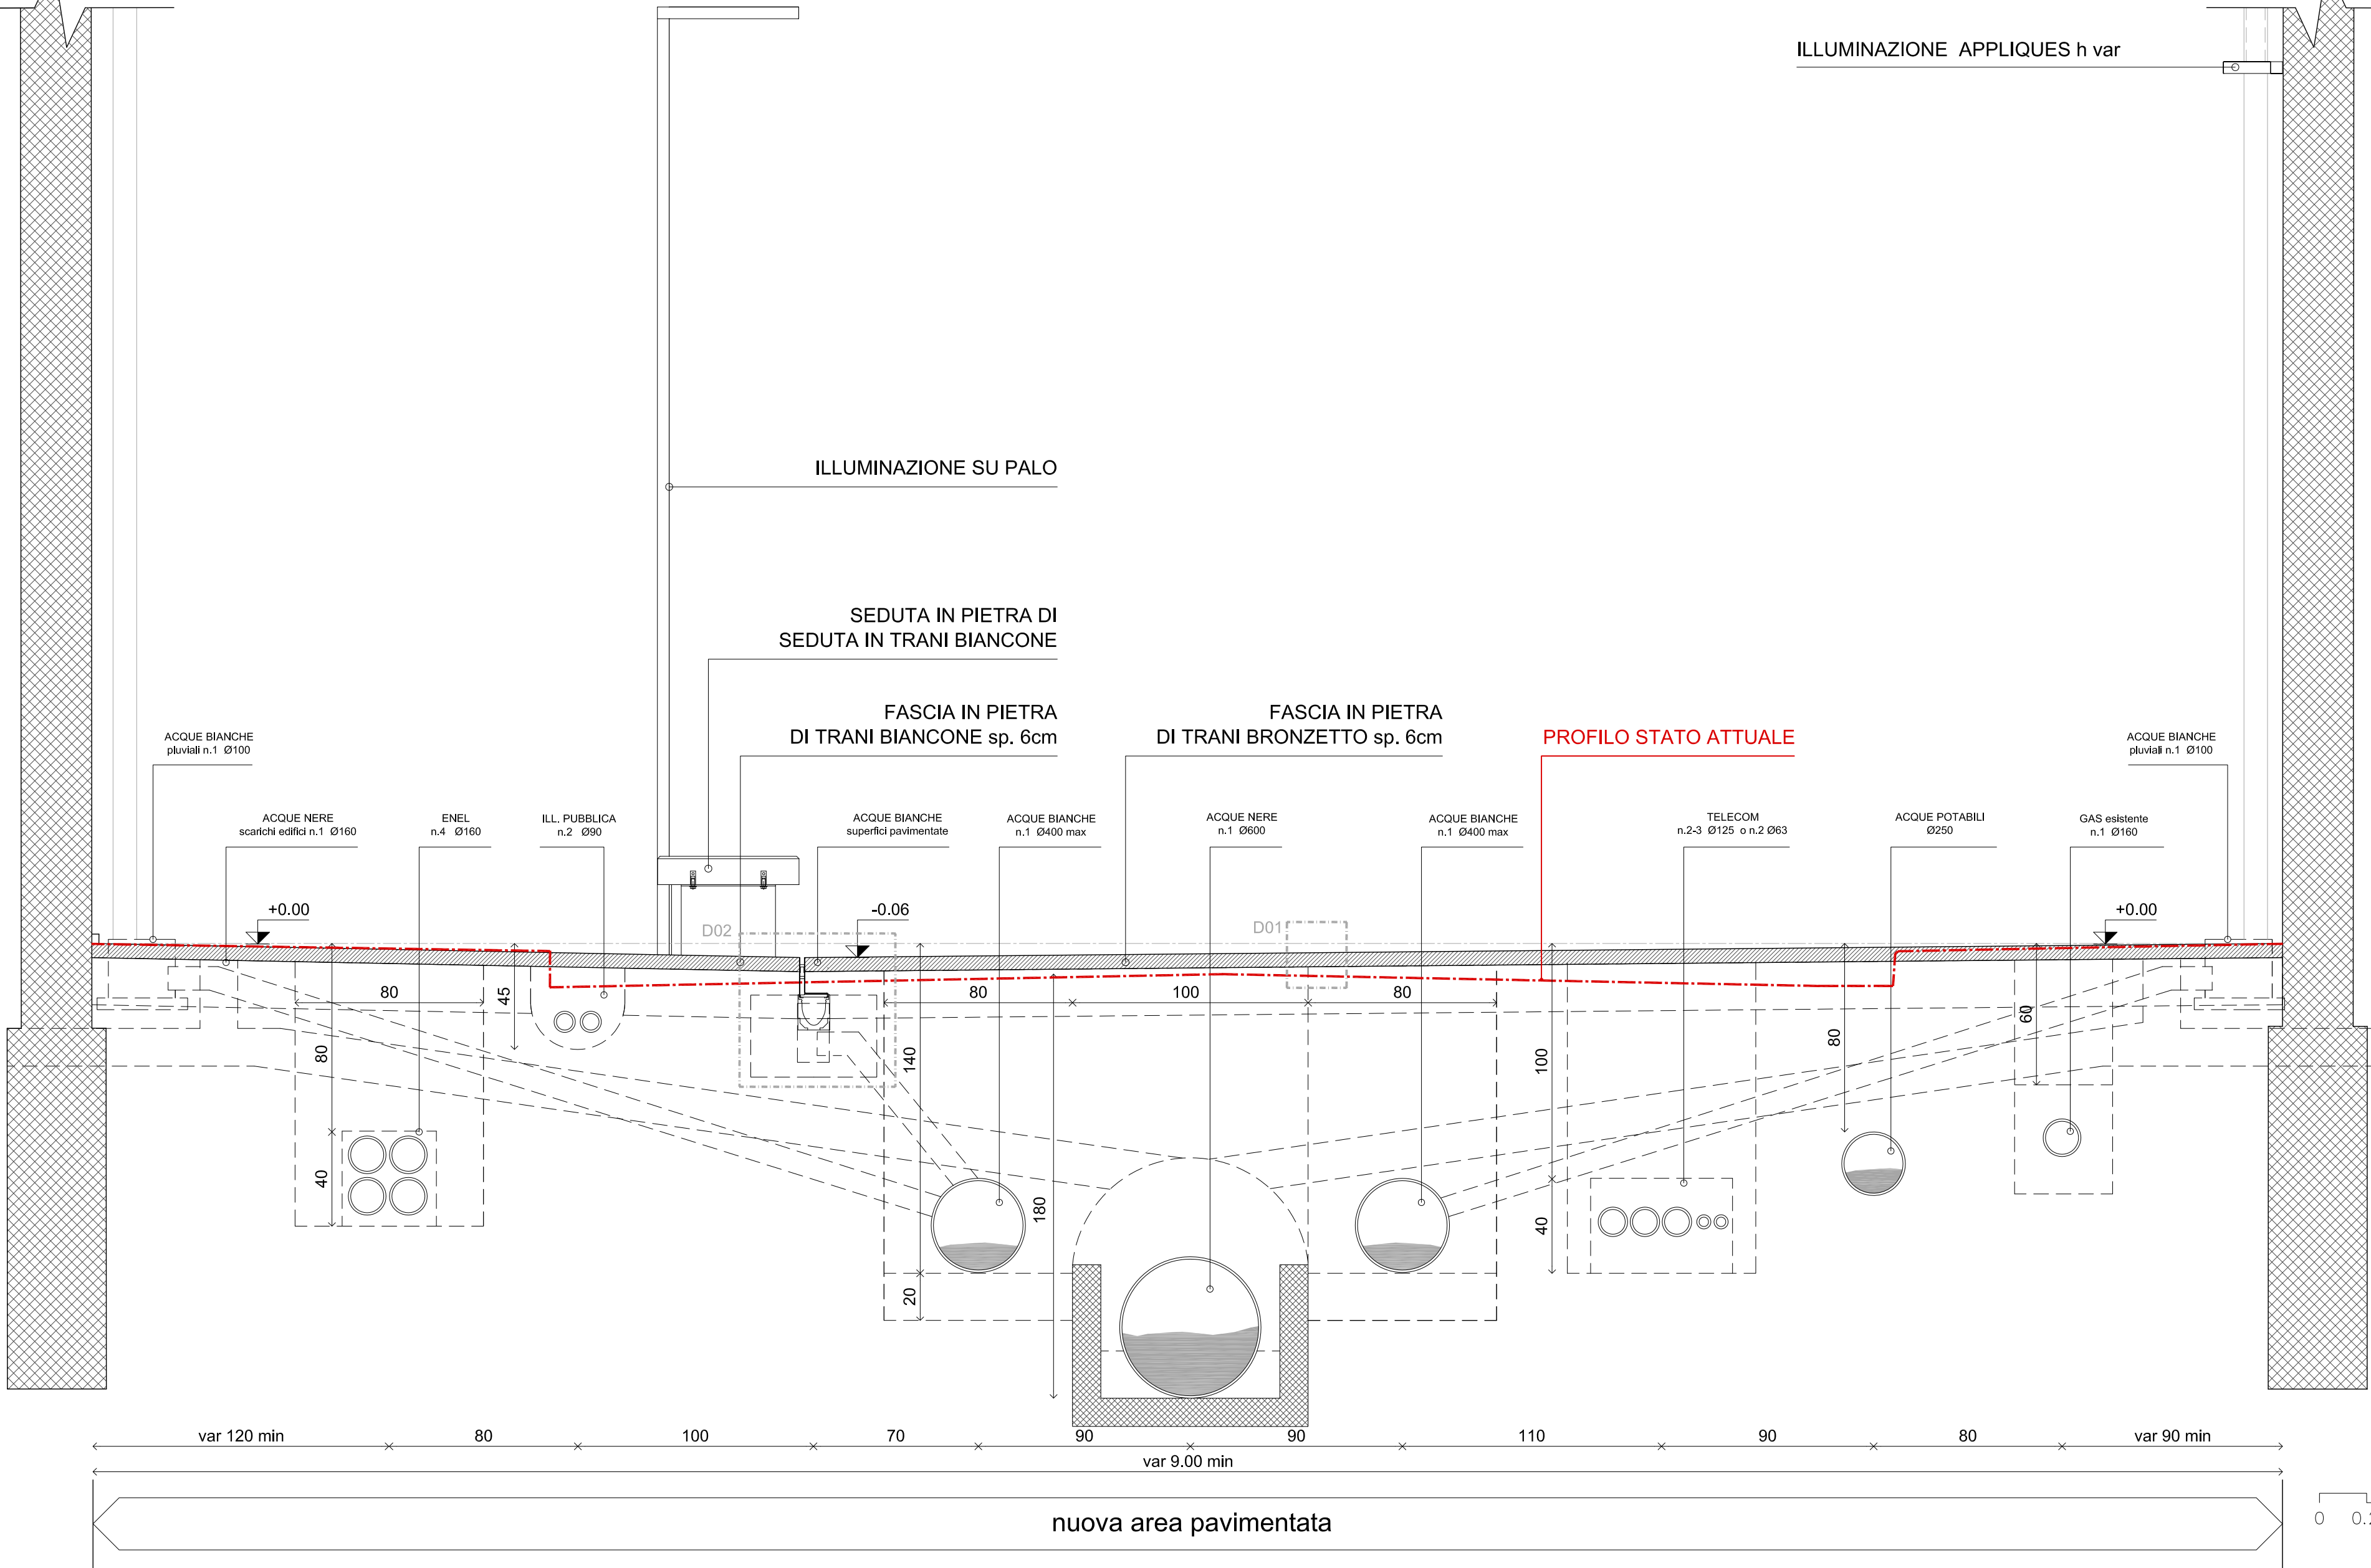 ILLUMINAZIONE APPLIQUES h var
ILLUMINAZIONE SU PALO
SEDUTA IN PIETRA DI
SEDUTA IN TRANI BIANCONE
FASCIA IN PIETRA
DI TRANI BIANCONE sp. 6cm
FASCIA IN PIETRA
DI TRANI BRONZETTO sp. 6cm
PROFILO STATO ATTUALE
ACQUE BIANCHE
pluviali n.1 Ø100
ACQUE BIANCHE
pluviali n.1 Ø100
ACQUE NERE
scarichi edifici n.1 Ø160
ENEL
n.4 Ø160
ILL. PUBBLICA
n.2 Ø90
ACQUE BIANCHE
superfici pavimentate
ACQUE BIANCHE
n.1 Ø400 max
ACQUE NERE
n.1 Ø600
ACQUE BIANCHE
n.1 Ø400 max
TELECOM
n.2-3 Ø125 o n.2 Ø63
ACQUE POTABILI
Ø250
GAS esistente
n.1 Ø160
+0.00
-0.06
+0.00
D02
D01
80
45
80
100
80
60
80
140
100
80
40
180
40
20
var 120 min
80
100
70
90
90
110
90
80
var 90 min
var 9.00 min
nuova area pavimentata
0